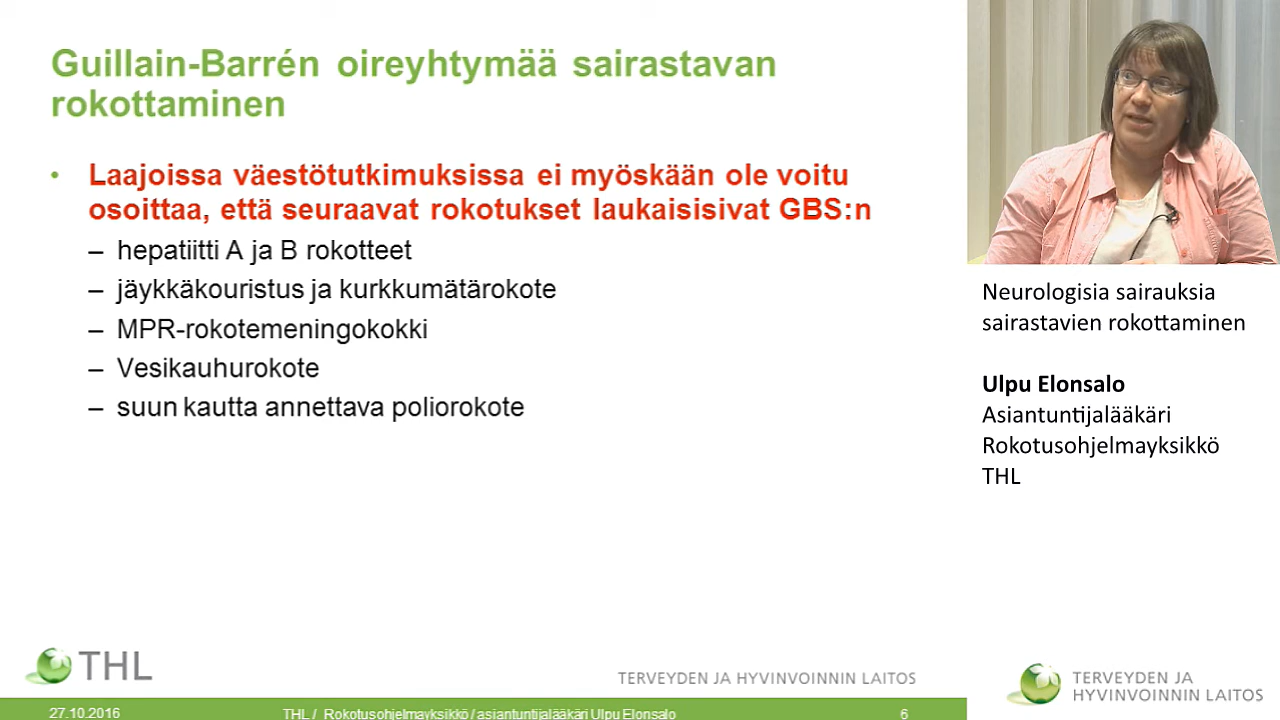 Guillain-Barrén oireyhtymää sairastavan
rokottaminen
• Laajoissa väestötutkimuksissa ei myöskään ole voitu
osoittaa, että seuraavat rokotukset laukaisisivat GBS:n
– hepatiitti A ja B rokotteet
– jäykkäkouristus ja kurkkumätärokote
– MPR-rokotemeningokokki
– Vesikauhurokote
– suun kautta annettava poliorokote
THL
TERVEYDEN JA HYVINVOINNIN LAITOS
27.10.2016
THL / Rokotusohjelmayksikkö / asiantuntijalääkäri Ulpu Elonsalo
6
Neurologisia sairauksia
sairastavien rokottaminen
Ulpu Elonsalo
Asiantuntijalääkäri
Rokotusohjelmayksikkö
THL
TERVEYDEN JA
HYVINVOINNIN LAITOS